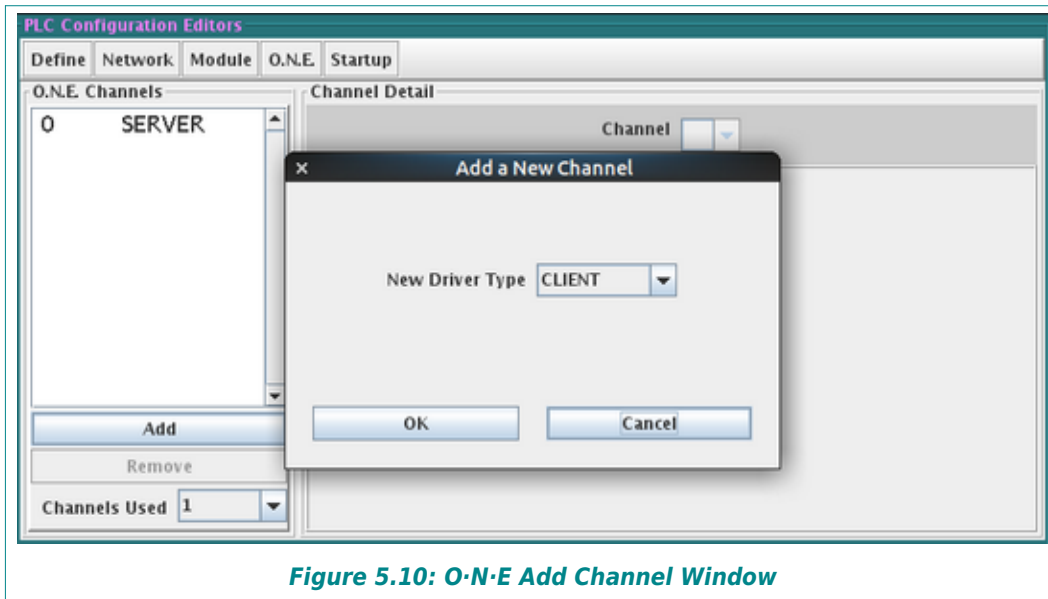 PLC Configuration Editors
Define Network Module O.N.E. Startup
O.N.E. Channels
Channel Detail
0 SERVER
Channel
Add a New Channel
New Driver Type CLIENT
OK Cancel
Add
Remove
Channels Used 1
Figure 5.10: O·N·E Add Channel Window